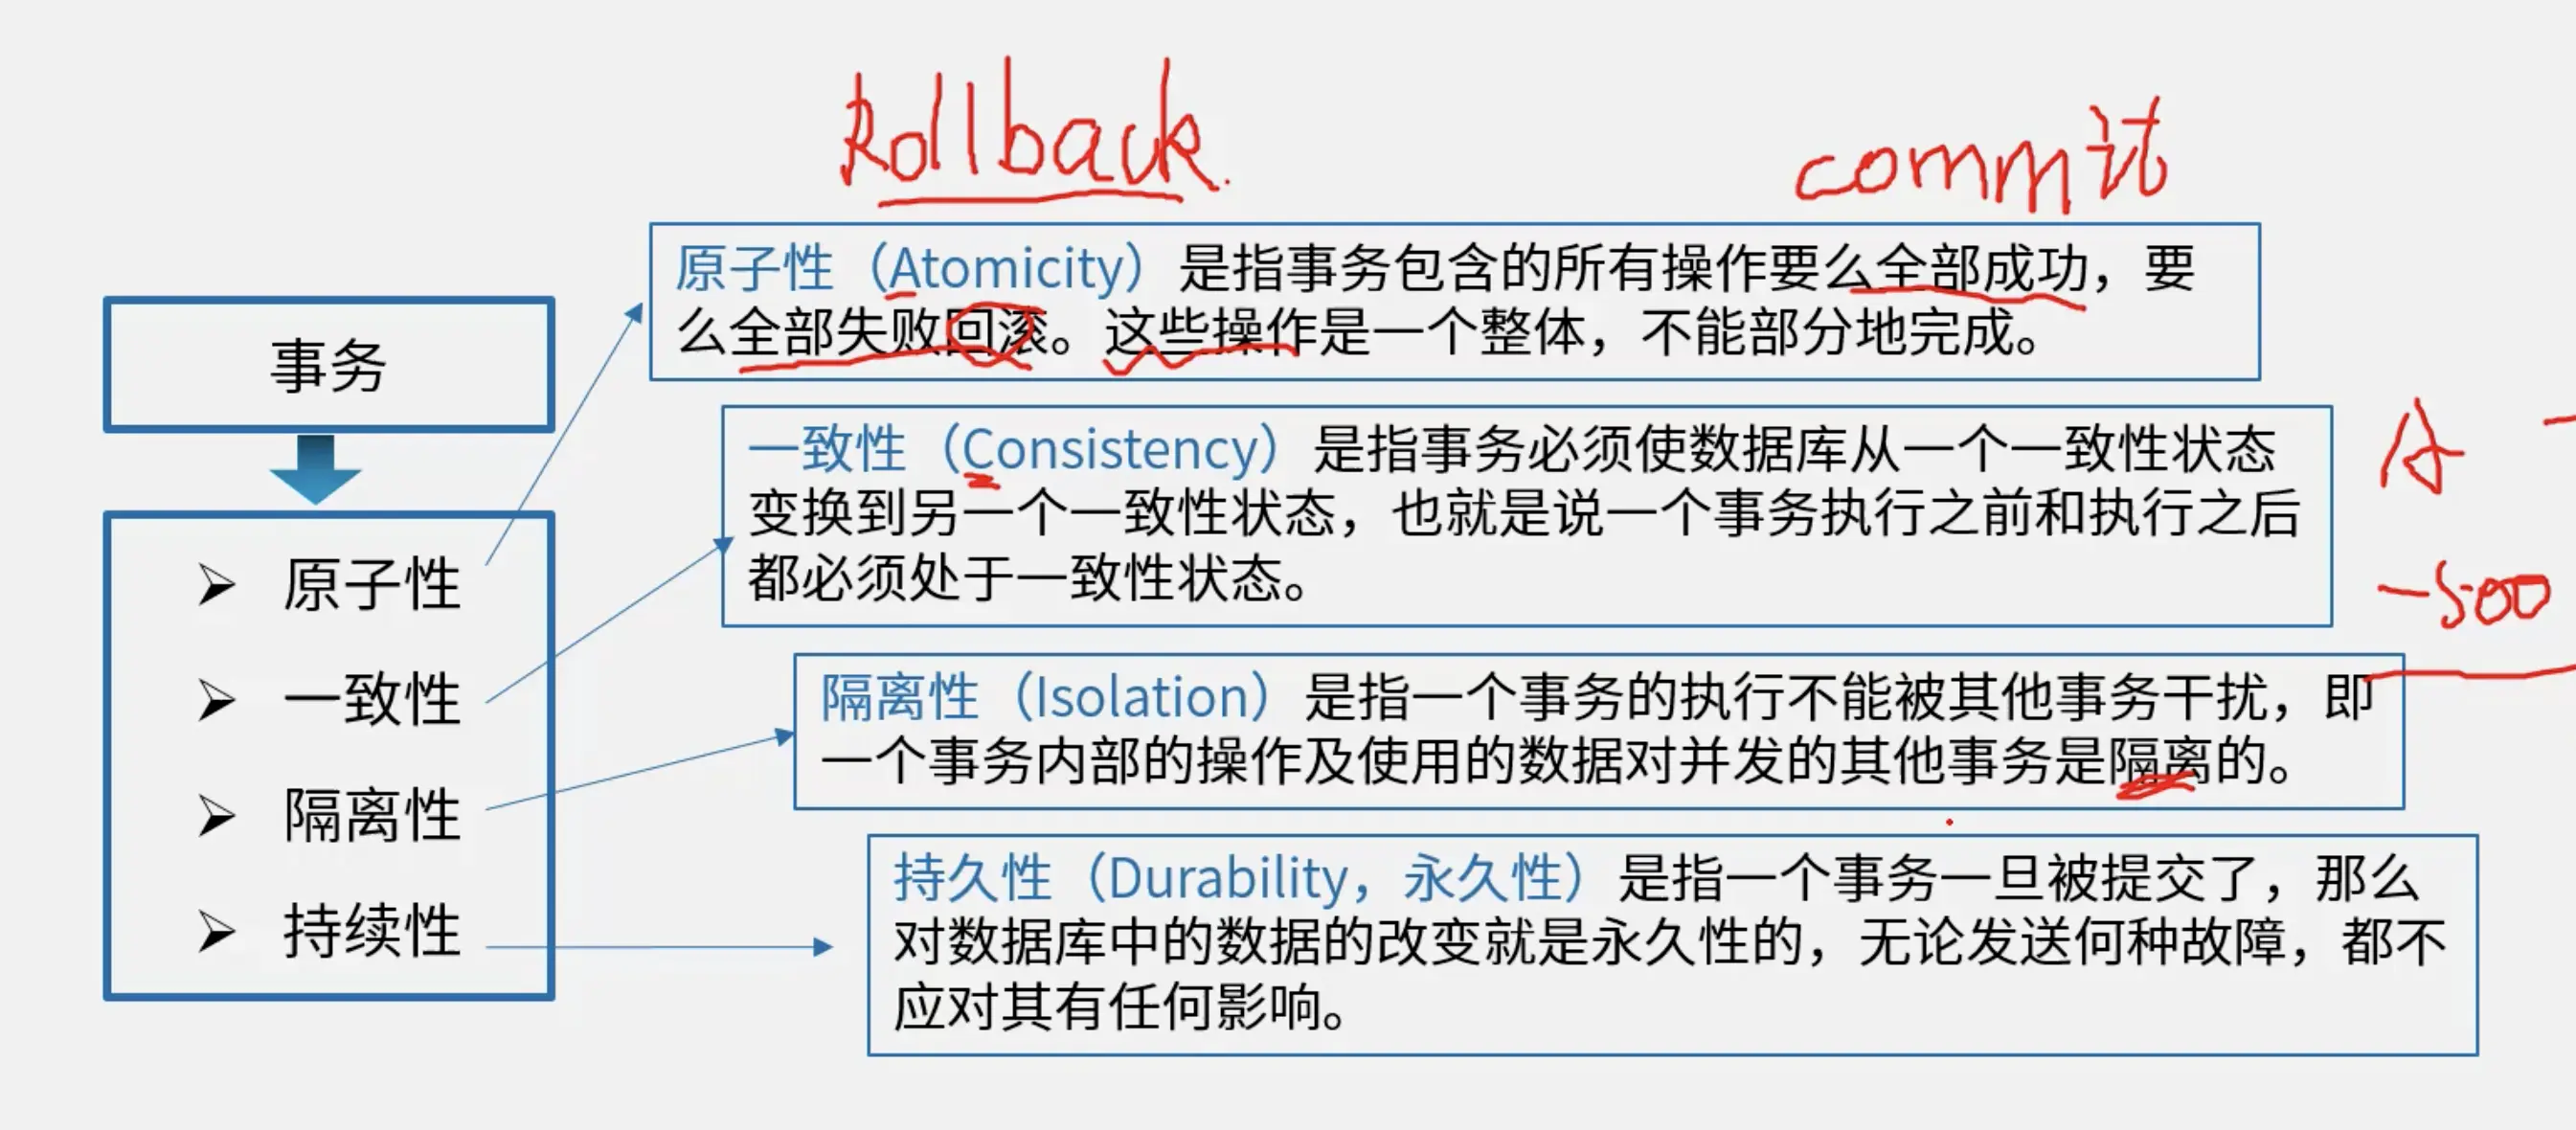 Rollback.
commit
原子性（Atomicity）是指事务包含的所有操作要么全部成功，要
么全部失败回滚。这些操作是一个整体，不能部分地完成。
事务
一致性（Consistency）是指事务必须使数据库从一个一致性状态
变换到另一个一致性状态，也就是说一个事务执行之前和执行之后
都必须处于一致性状态。
A
-500
原子性
一致性
隔离性
持续性
隔离性（Isolation）是指一个事务的执行不能被其他事务干扰，即
一个事务内部的操作及使用的数据对并发的其他事务是隔离的。
持久性（Durability，永久性）是指一个事务一旦被提交了，那么
对数据库中的数据的改变就是永久性的，无论发送何种故障，都不
应对其有任何影响。